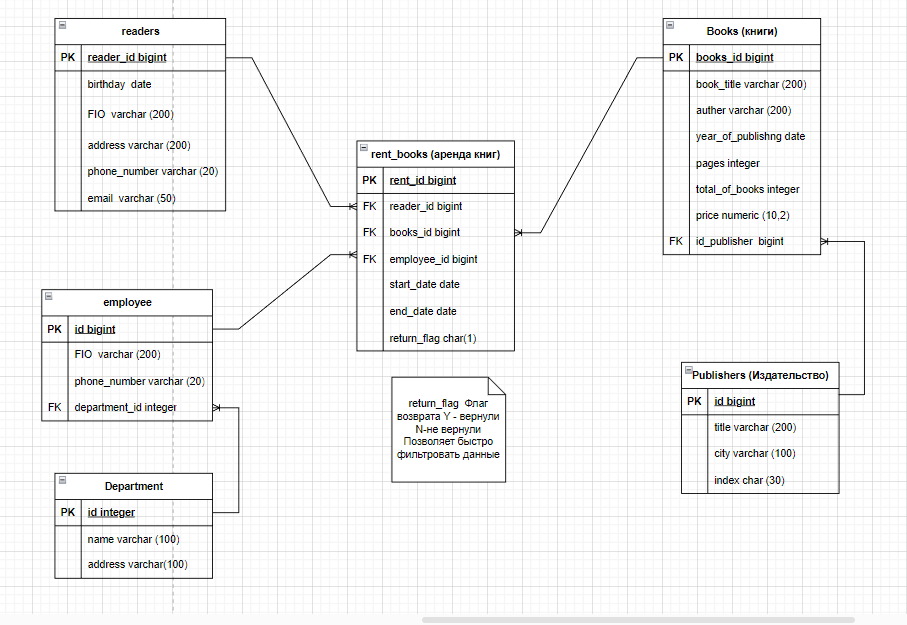 readers
PK reader_id bigint
birthday date
FIO varchar (200)
address varchar (200)
phone_number varchar (20)
email varchar (50)
Books (книги)
PK books_id bigint
book_title varchar (200)
auther varchar (200)
year_of_publishng date
pages integer
total_of_books integer
price numeric (10,2)
FK id_publisher bigint
rent_books (аренда книг)
PK rent_id bigint
FK reader_id bigint
FK books_id bigint
FK employee_id bigint
start_date date
end_date date
return_flag char(1)
employee
PK id bigint
FIO varchar (200)
phone_number varchar (20)
FK department_id integer
return_flag Флаг
возврата Y - вернули
N-не вернули
Позволяет быстро
фильтровать данные
Publishers (Издательство)
PK id bigint
title varchar (200)
city varchar (100)
index char (30)
Department
PK id integer
name varchar (100)
address varchar(100)